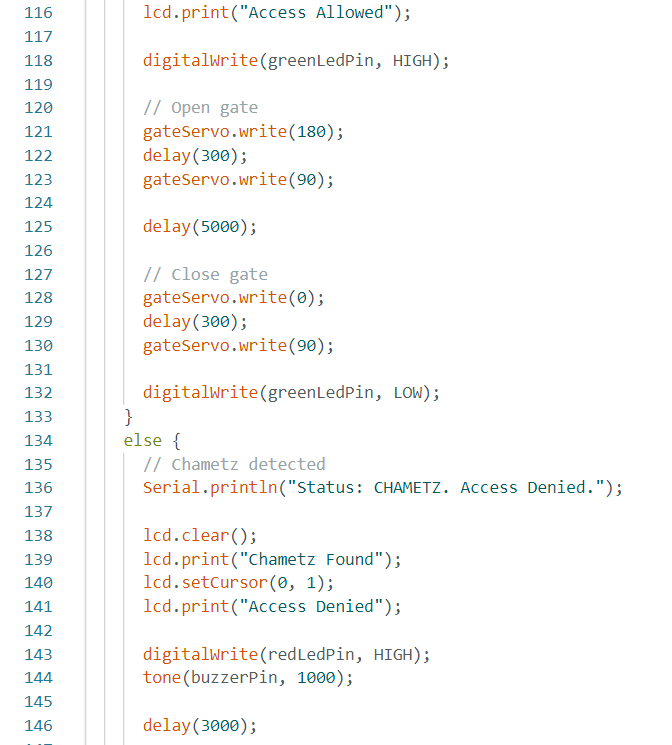 116 lcd.print("Access Allowed");
117
118 digitalWrite(greenLedPin, HIGH);
119
120 // Open gate
121 gateServo.write(180);
122 delay(300);
123 gateServo.write(90);
124
125 delay(5000);
126
127 // Close gate
128 gateServo.write(0);
129 delay(300);
130 gateServo.write(90);
131
132 digitalWrite(greenLedPin, LOW);
133 }
134 else {
135 // Chametz detected
136 Serial.println("Status: CHAMETZ. Access Denied.");
137
138 lcd.clear();
139 lcd.print("Chametz Found");
140 lcd.setCursor(0, 1);
141 lcd.print("Access Denied");
142
143 digitalWrite(redLedPin, HIGH);
144 tone(buzzerPin, 1000);
145
146 delay(3000);